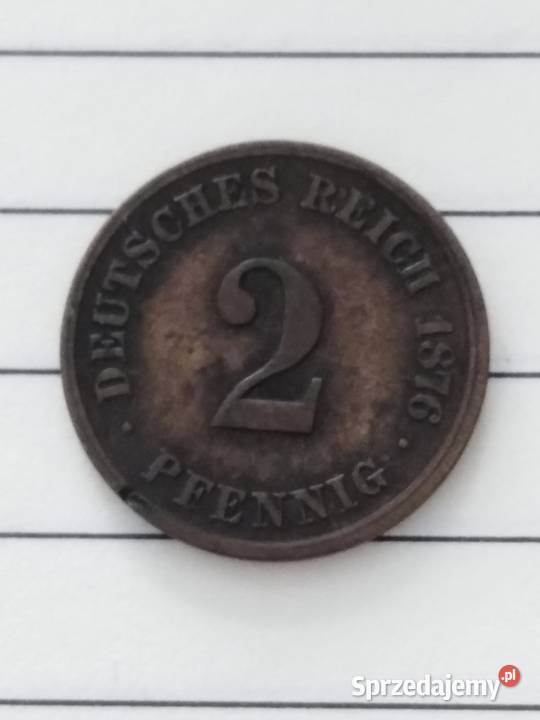 DEUTSCHES REICH 1876
2
· PFENNIG ·
Sprzedajemy.pl